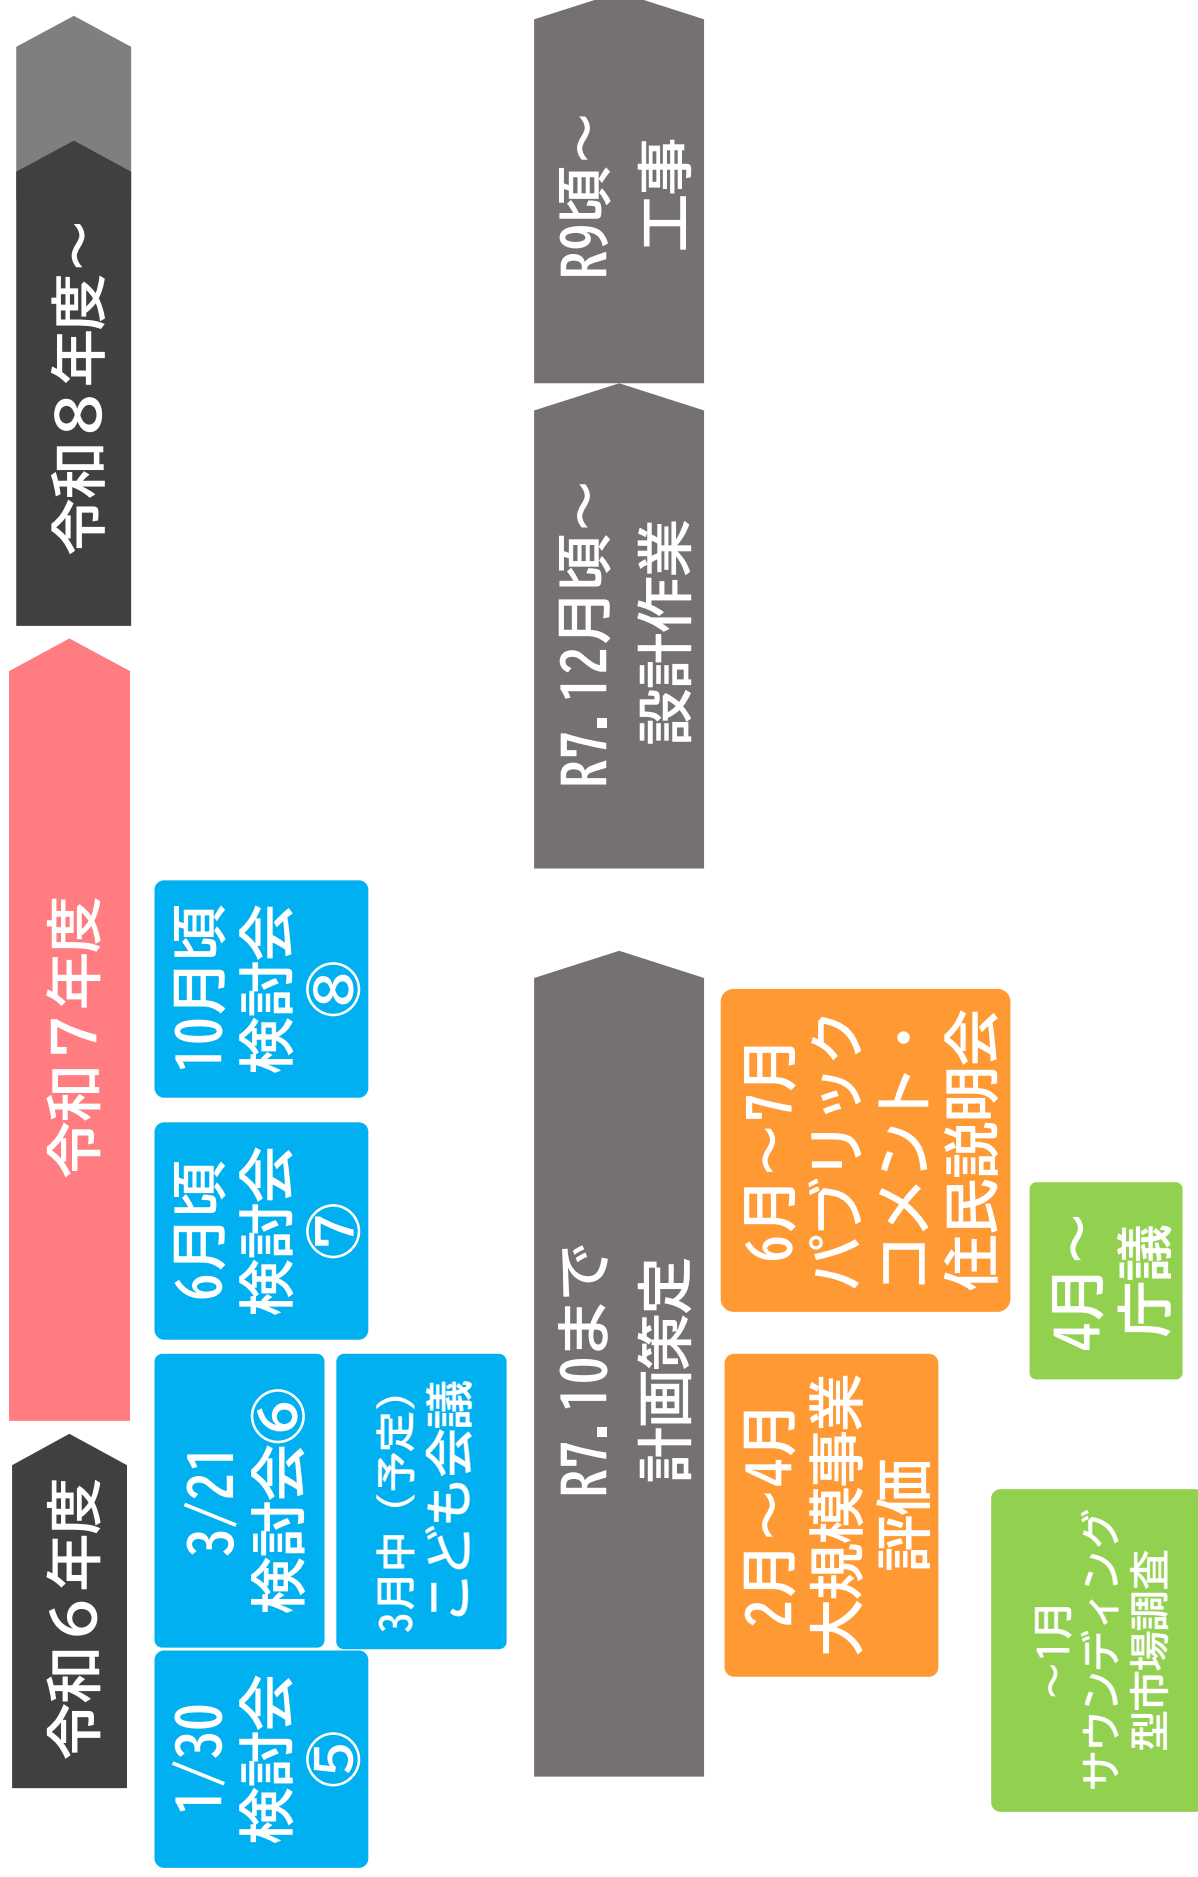 令和６年度
令和７年度
令和８年度～
1/30
検討会
⑤
3/21
検討会⑥
3月中（予定）
こども会議
6月頃
検討会
⑦
10月頃
検討会
⑧
R7.10まで
計画策定
R7.12月頃～
設計作業
R9頃～
工事
2月～4月
大規模事業
評価
6月～7月
パブリック
コメント・
住民説明会
～1月
サウンディング
型市場調査
4月～
庁議